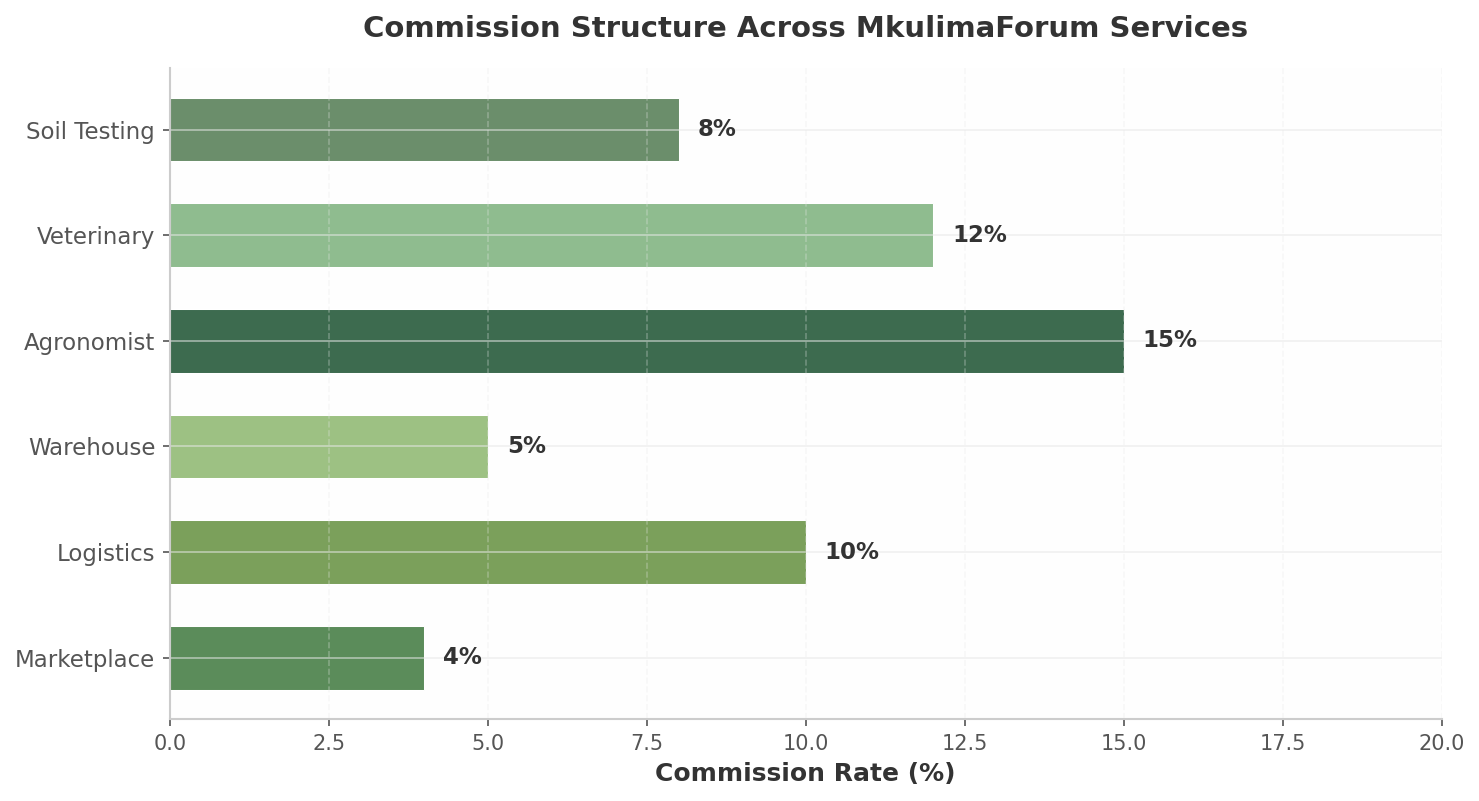 Commission Structure Across MkulimaForum Services
Soil Testing
8%
Veterinary
12%
Agronomist
15%
Warehouse
5%
Logistics
10%
Marketplace
4%
0.0 2.5 5.0 7.5 10.0 12.5 15.0 17.5 20.0
Commission Rate (%)